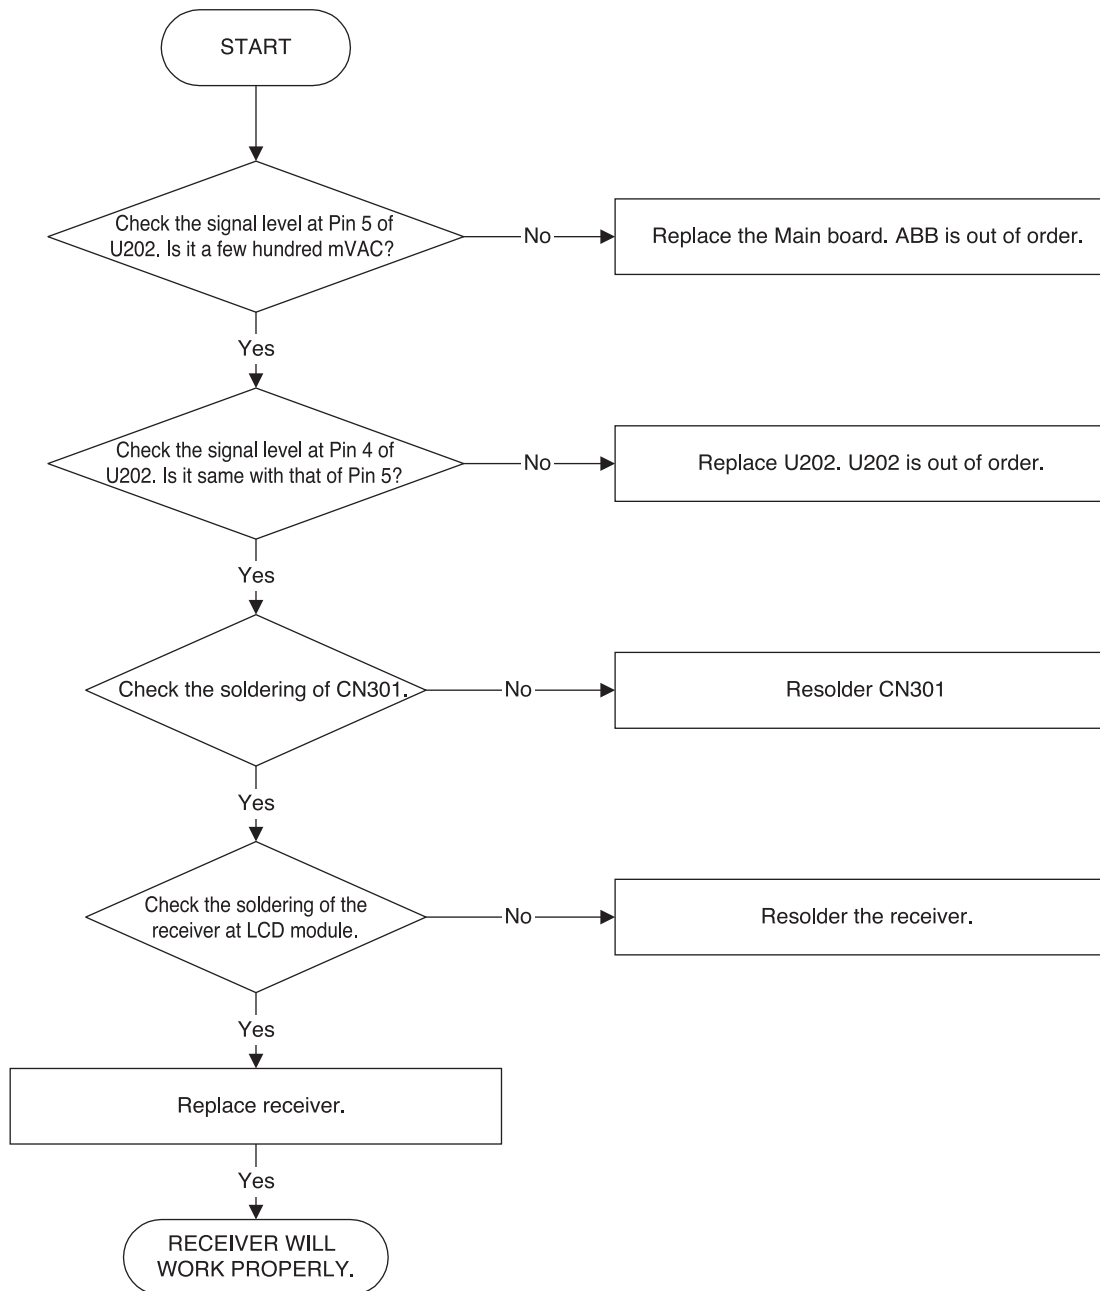 START
Check the signal level at Pin 5 of
U202. Is it a few hundred mVAC?
No
Replace the Main board. ABB is out of order.
Yes
Check the signal level at Pin 4 of
U202. Is it same with that of Pin 5?
No
Replace U202. U202 is out of order.
Yes
Check the soldering of CN301.
No
Resolder CN301
Yes
Check the soldering of the
receiver at LCD module.
No
Resolder the receiver.
Yes
Replace receiver.
Yes
RECEIVER WILL
WORK PROPERLY.